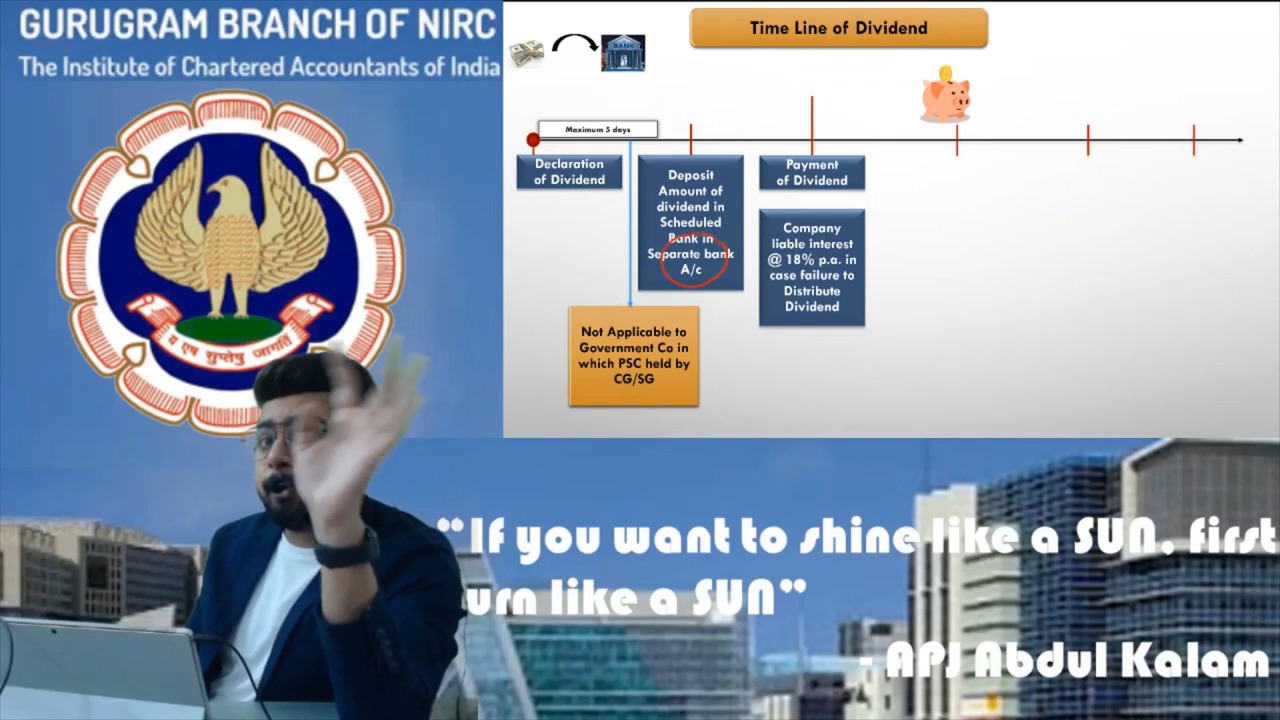 GURUGRAM BRANCH OF NIRC
The Institute of Chartered Accountants of India
य एष सुप्तेषु जागर्ति
Time Line of Dividend
BANK
Maximum 5 days
Declaration
of Dividend
Deposit
Amount of
dividend in
Scheduled
Bank in
Separate bank
A/c
Payment
of Dividend
Company
liable interest
@ 18% p.a. in
case failure to
Distribute
Dividend
Not Applicable to
Government Co in
which PSC held by
CG/SG
“If you want to shine like a SUN, first
urn like a SUN”
- APJ Abdul Kalam